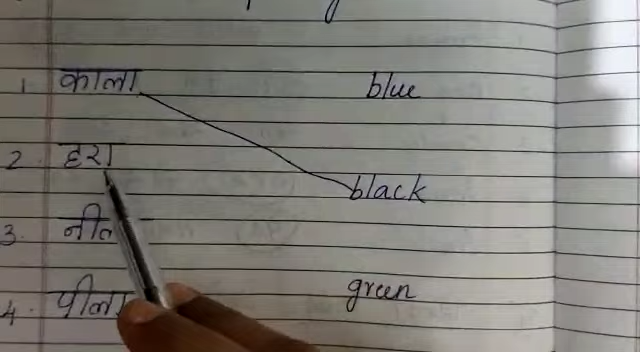 1. काला blue
2. हरा
black
3.
4. पीला green